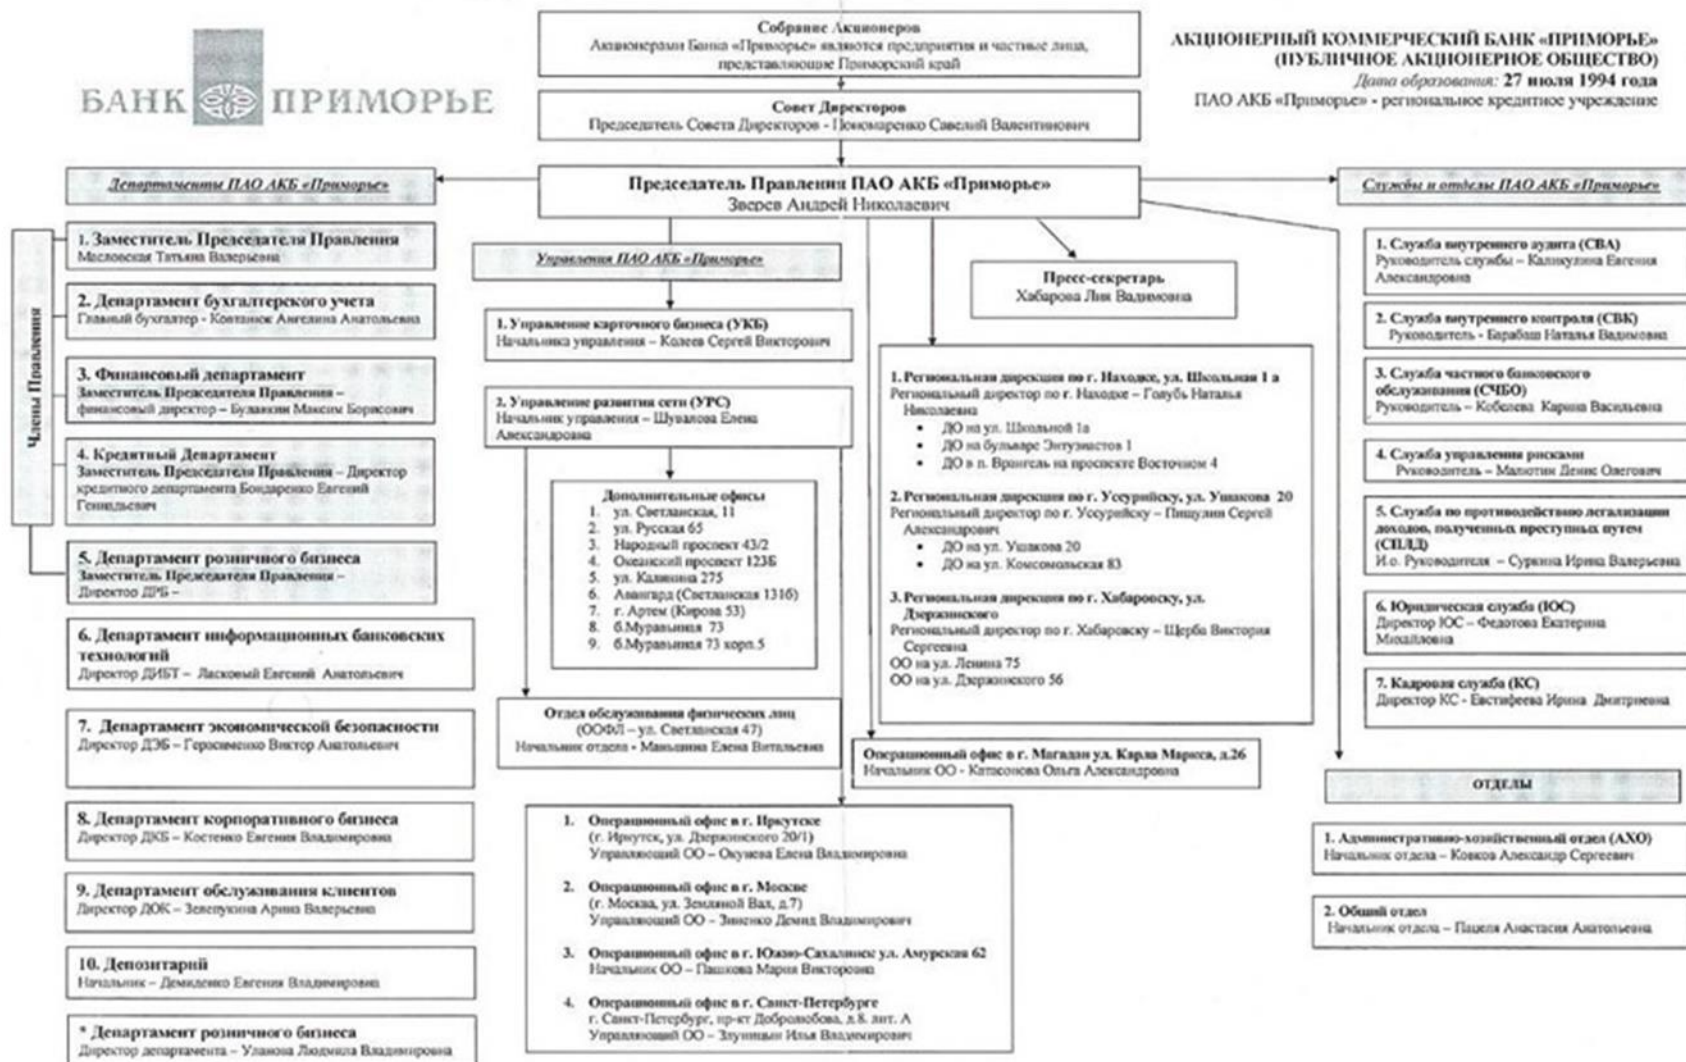 БАНК ПРИМОРЬЕ
Собрание Акционеров
Акционерами Банка «Приморье» являются предприятия и частные лица,
представляющие Приморский край
АКЦИОНЕРНЫЙ КОММЕРЧЕСКИЙ БАНК «ПРИМОРЬЕ»
(ПУБЛИЧНОЕ АКЦИОНЕРНОЕ ОБЩЕСТВО)
Дата образования: 27 июля 1994 года
ПАО АКБ «Приморье» - региональное кредитное учреждение
Совет Директоров
Председатель Совета Директоров - Пономаренко Савелий Валентинович
Председатель Правления ПАО АКБ «Приморье»
Зверев Андрей Николаевич
Департаменты ПАО АКБ «Приморье»
Члены Правления
1. Заместитель Председателя Правления
Масловская Татьяна Валерьевна
2. Департамент бухгалтерского учета
Главный бухгалтер - Ковтанюк Ангелина Анатольевна
3. Финансовый департамент
Заместитель Председателя Правления –
финансовый директор – Булавкин Максим Борисович
4. Кредитный Департамент
Заместитель Председателя Правления – Директор
кредитного департамента Бондаренко Евгений
Геннадьевич
5. Департамент розничного бизнеса
Заместитель Председателя Правления –
Директор ДРБ –
6. Департамент информационных банковских
технологий
Директор ДИБТ – Ласковый Евгений Анатольевич
7. Департамент экономической безопасности
Директор ДЭБ – Герасименко Виктор Анатольевич
8. Департамент корпоративного бизнеса
Директор ДКБ – Костенко Евгения Владимировна
9. Департамент обслуживания клиентов
Директор ДОК – Зевепукина Арина Валерьевна
10. Депозитарий
Начальник – Демиденко Евгения Владимировна
* Департамент розничного бизнеса
Директор департамента – Уланова Людмила Владимировна
Управления ПАО АКБ «Приморье»
1. Управление карточного бизнеса (УКБ)
Начальника управления – Колеев Сергей Викторович
2. Управление развития сети (УРС)
Начальник управления – Шувалова Елена
Александровна
Дополнительные офисы
1. ул. Светланская, 11
2. ул. Русская 65
3. Народный проспект 43/2
4. Океанский проспект 123Б
5. ул. Калинина 275
6. Авангард (Светланская 131б)
7. г. Артем (Кирова 53)
8. б.Муравьиная 73
9. б.Муравьиная 73 корп.5
Отдел обслуживания физических лиц
(ООФЛ – ул. Светланская 47)
Начальник отдела - Маньшина Елена Витальевна
1. Операционный офис в г. Иркутске
(г. Иркутск, ул. Дзержинского 20/1)
Управляющий ОО – Окунева Елена Владимировна
2. Операционный офис в г. Москве
(г. Москва, ул. Земляной Вал, д.7)
Управляющий ОО – Зиненко Демид Владимирович
3. Операционный офис в г. Южно-Сахалинск ул. Амурская 62
Начальник ОО – Пашкова Мария Викторовна
4. Операционный офис в г. Санкт-Петербурге
г. Санкт-Петербург, пр-кт Добролюбова, д.8. лит. А
Управляющий ОО – Злуницын Илья Владимирович
Пресс-секретарь
Хабарова Лия Вадимовна
1. Региональная дирекция по г. Находке, ул. Школьная 1 а
Региональный директор по г. Находке – Голубь Наталья
Николаевна
• ДО на ул. Школьной 1а
• ДО на бульваре Энтузиастов 1
• ДО в п. Врангель на проспекте Восточном 4
2. Региональная дирекция по г. Уссурийску, ул. Ушакова 20
Региональный директор по г. Уссурийску – Пищулин Сергей
Александрович
• ДО на ул. Ушакова 20
• ДО на ул. Комсомольская 83
3. Региональная дирекция по г. Хабаровску, ул.
Дзержинского
Региональный директор по г. Хабаровску – Щерба Виктория
Сергеевна
ОО на ул. Ленина 75
ОО на ул. Дзержинского 56
Операционный офис в г. Магадан ул. Карла Маркса, д.26
Начальник ОО - Катасонова Ольга Александровна
Службы и отделы ПАО АКБ «Приморье»
1. Служба внутреннего аудита (СВА)
Руководитель службы – Каликулина Евгения
Александровна
2. Служба внутреннего контроля (СВК)
Руководитель - Барабаш Наталья Вадимовна
3. Служба частного банковского
обслуживания (СЧБО)
Руководитель – Кобелева Карина Васильевна
4. Служба управления рисками
Руководитель – Малютин Денис Олегович
5. Служба по противодействию легализации
доходов, полученных преступных путем
(СПЛД)
И.о. Руководителя – Суркина Ирина Валерьевна
6. Юридическая служба (ЮС)
Директор ЮС – Федотова Екатерина
Михайловна
7. Кадровая служба (КС)
Директор КС - Евстифеева Ирина Дмитриевна
ОТДЕЛЫ
1. Административно-хозяйственный отдел (АХО)
Начальник отдела – Ковков Александр Сергеевич
2. Общий отдел
Начальник отдела – Пацеля Анастасия Анатольевна